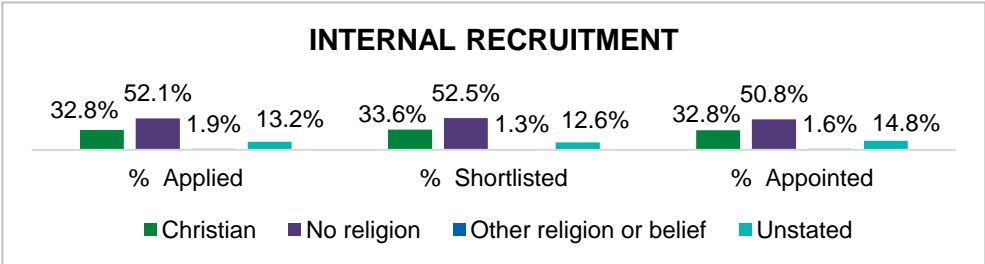 INTERNAL RECRUITMENT
32.8% 52.1% 1.9% 13.2% 33.6% 52.5% 1.3% 12.6% 32.8% 50.8% 1.6% 14.8%
% Applied % Shortlisted % Appointed
Christian No religion Other religion or belief Unstated